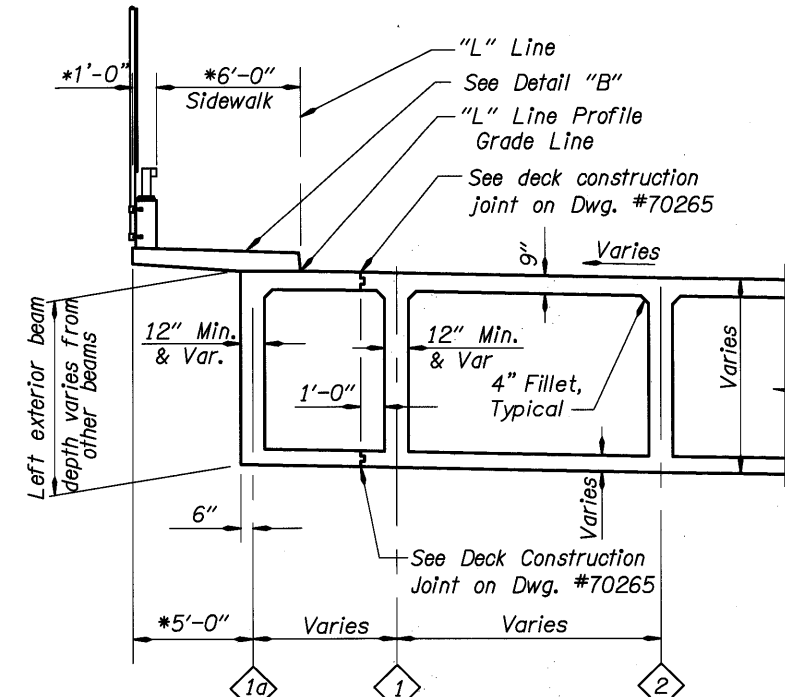 "L" Line
*1'-0"
*6'-0"
Sidewalk
See Detail "B"
"L" Line Profile
Grade Line
See deck construction
joint on Dwg. #70265
9"
Varies
Left exterior beam
depth varies from
other beams
12" Min.
& Var.
12" Min.
& Var
1'-0"
4" Fillet,
Typical
Varies
6"
Varies
See Deck Construction
Joint on Dwg. #70265
*5'-0"
Varies
Varies
1a
1
2